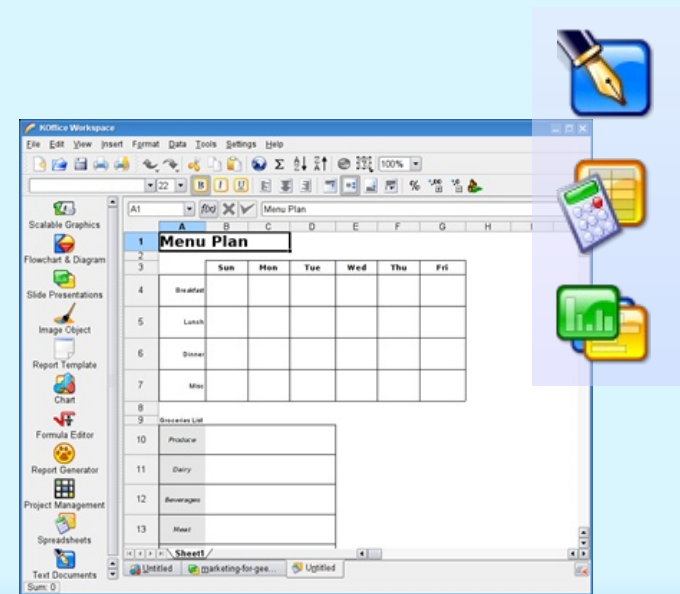 KOffice Workspace
File Edit View Insert Format Data Tools Settings Help
100%
22 B I U %
A1 f(x) Menu Plan
Scalable Graphics
Flowchart & Diagram
Slide Presentations
Image Object
Report Template
Chart
Formula Editor
Report Generator
Project Management
Spreadsheets
Text Documents
A B C D E F G H I
1 Menu Plan
2
3 Sun Mon Tue Wed Thu Fri
4 Breakfast
5 Lunch
6 Dinner
7 Misc
8
9 Groceries List
10 Produce
11 Dairy
12 Beverages
13 Meat
Sheet1
Untitled marketing-for-gee... Untitled
Sum: 0